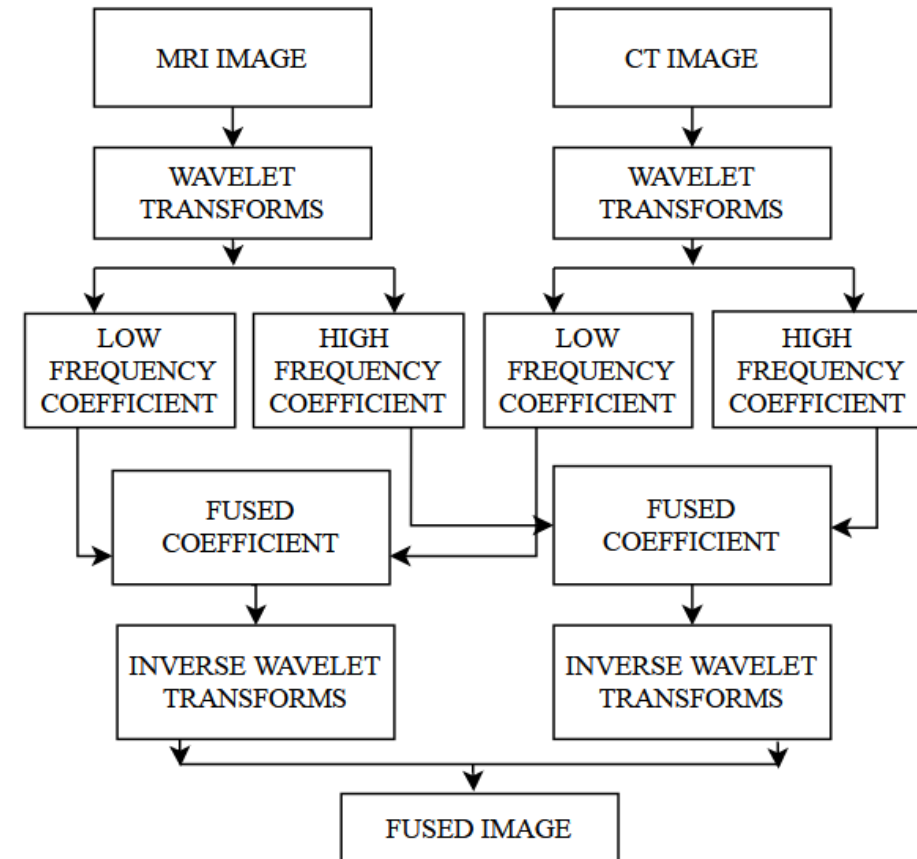 MRI IMAGE
CT IMAGE
WAVELET
TRANSFORMS
WAVELET
TRANSFORMS
LOW
FREQUENCY
COEFFICIENT
HIGH
FREQUENCY
COEFFICIENT
LOW
FREQUENCY
COEFFICIENT
HIGH
FREQUENCY
COEFFICIENT
FUSED
COEFFICIENT
FUSED
COEFFICIENT
INVERSE WAVELET
TRANSFORMS
INVERSE WAVELET
TRANSFORMS
FUSED IMAGE